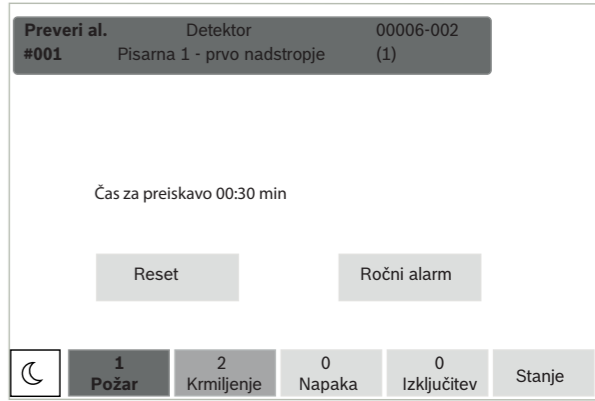 Preveri al. Detektor 00006-002
#001 Pisarna 1 - prvo nadstropje (1)
Čas za preiskavo 00:30 min
Reset Ročni alarm
1 2 0 0
Požar Krmiljenje Napaka Izključitev Stanje